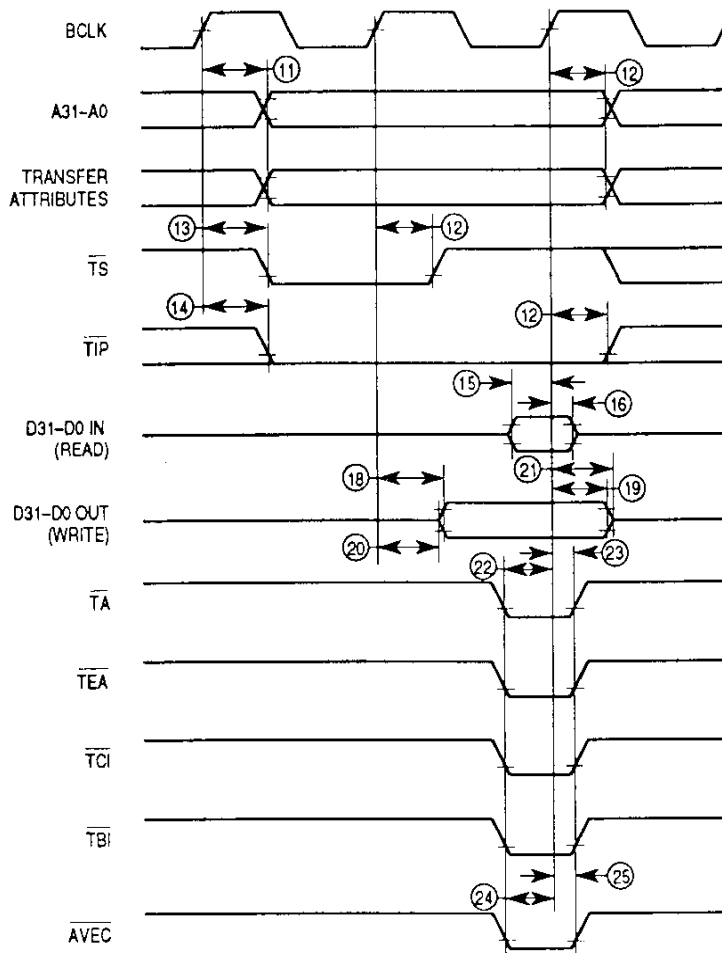 BCLK
11
12
A31-A0
TRANSFER
ATTRIBUTES
13
12
TS
14
12
TIP
15
16
D31-D0 IN
(READ)
21
18
19
D31-D0 OUT
(WRITE)
20
22
23
TA
TEA
TCI
TBI
25
24
AVEC